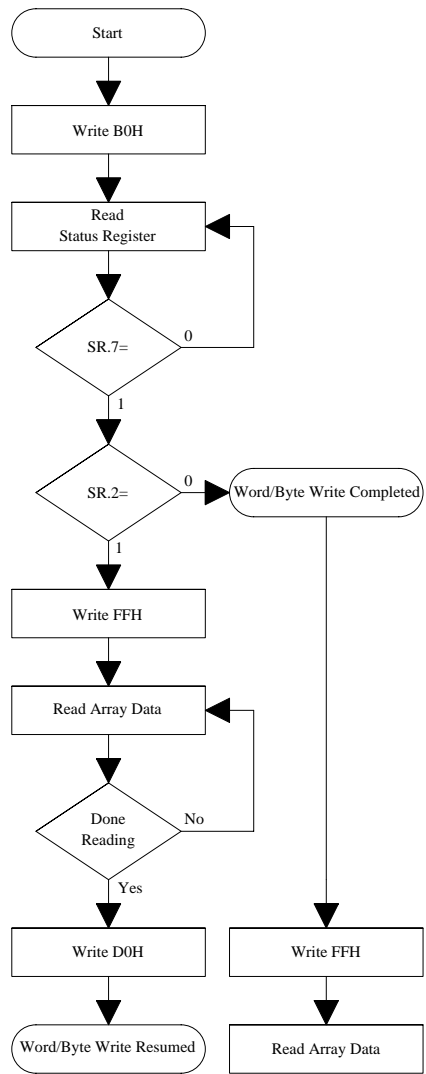 Start
Write B0H
Read
Status Register
SR.7=
0
1
SR.2=
0
Word/Byte Write Completed
1
Write FFH
Read Array Data
Done
Reading
No
Yes
Write D0H
Write FFH
Word/Byte Write Resumed
Read Array Data